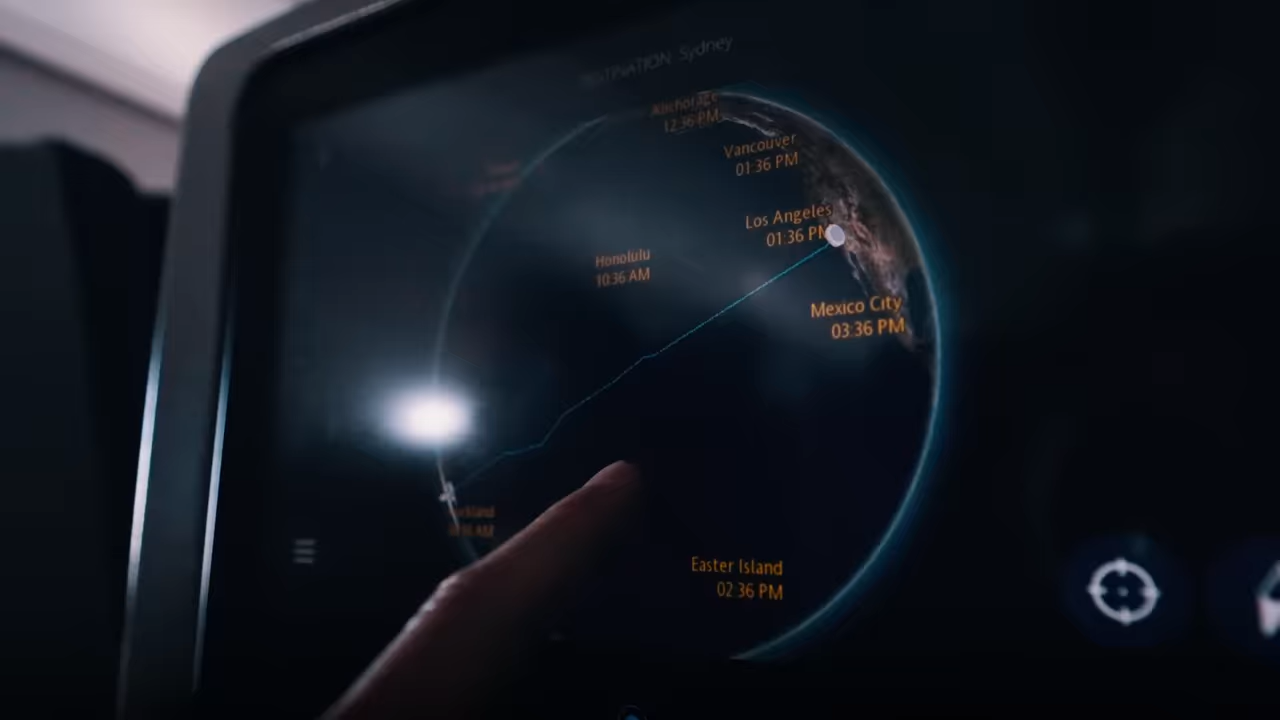 DESTINATION Sydney
Anchorage
12:36 PM
Vancouver
01:36 PM
Los Angeles
01:36 PM
Honolulu
10:36 AM
Mexico City
03:36 PM
Auckland
Easter Island
02:36 PM